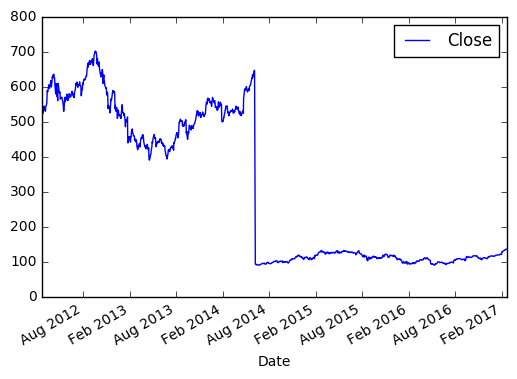 800
700
600
500
400
300
200
100
0
Close
Aug 2012
Feb 2013
Aug 2013
Feb 2014
Aug 2014
Feb 2015
Aug 2015
Feb 2016
Aug 2016
Feb 2017
Date